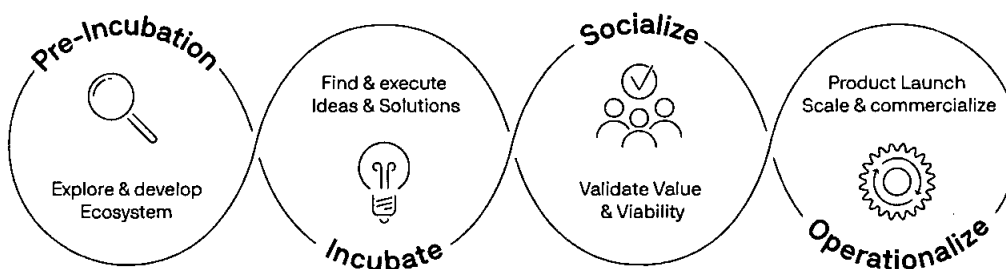 Pre-Incubation
Explore & develop
Ecosystem
Find & execute
Ideas & Solutions
Incubate
Socialize
Validate Value
& Viability
Product Launch
Scale & commercialize
Operationalize